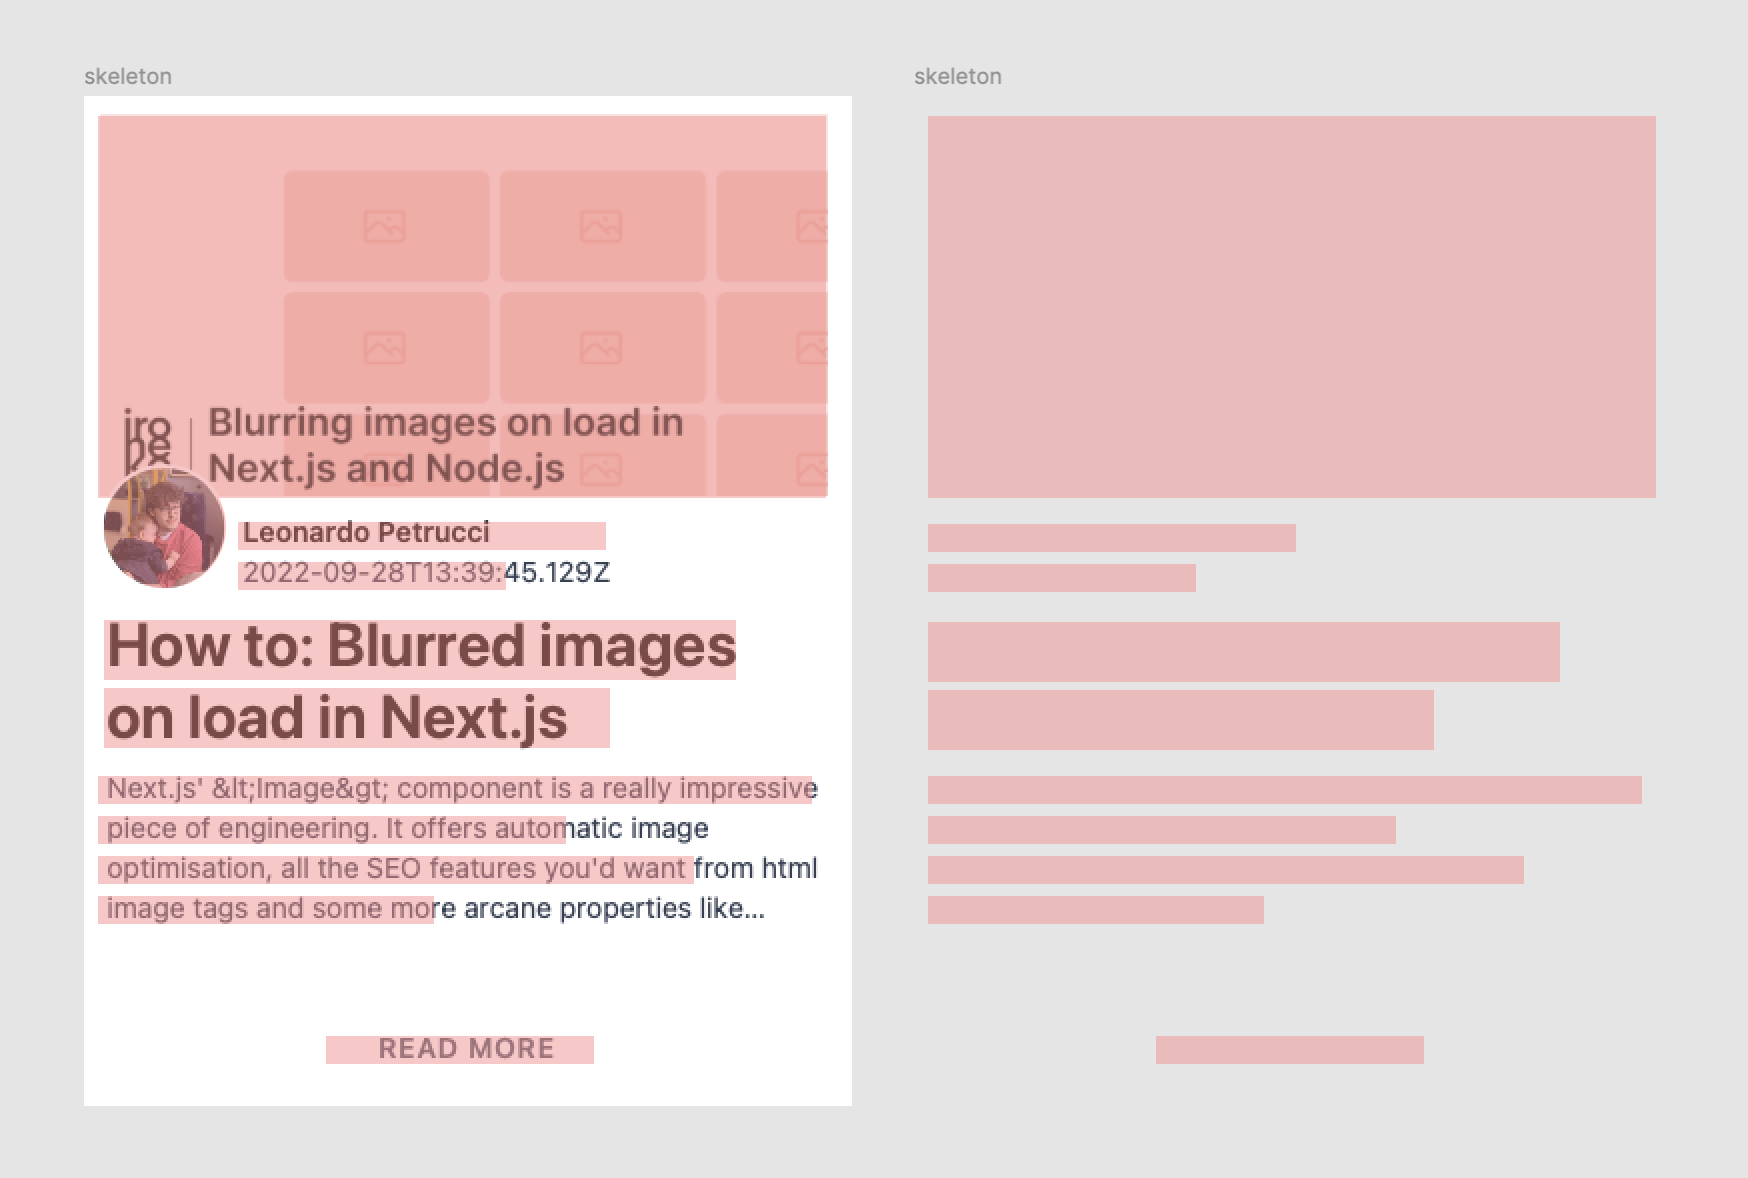 skeleton
skeleton
Blurring images on load in
Next.js and Node.js
Leonardo Petrucci
2022-09-28T13:39:45.129Z
How to: Blurred images
on load in Next.js
Next.js' &lt;Image&gt; component is a really impressive
piece of engineering. It offers automatic image
optimisation, all the SEO features you'd want from html
image tags and some more arcane properties like...
READ MORE